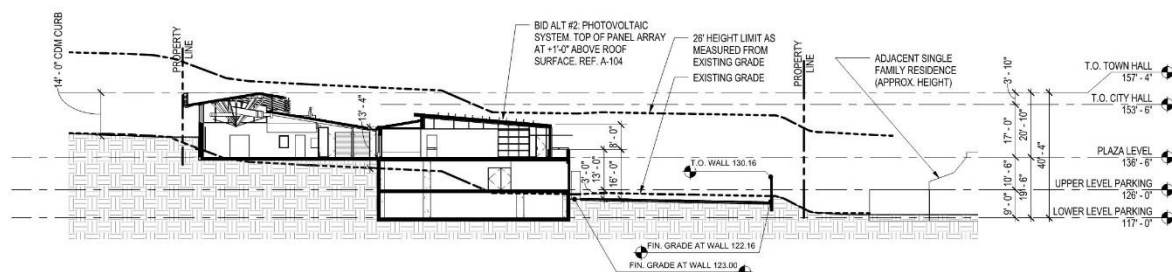 14' - 0" CDM CURB
PROPERTY
LINE
13' - 4"
BID ALT #2: PHOTOVOLTAIC
SYSTEM. TOP OF PANEL ARRAY
AT +1'-0" ABOVE ROOF
SURFACE. REF. A-104
26' HEIGHT LIMIT AS
MEASURED FROM
EXISTING GRADE
EXISTING GRADE
PROPERTY
LINE
ADJACENT SINGLE
FAMILY RESIDENCE
(APPROX. HEIGHT)
8' - 0"
3' - 0"
13' - 0"
16' - 0"
T.O. WALL 130.16
FIN. GRADE AT WALL 122.16
FIN. GRADE AT WALL 123.00
3' - 10"
17' - 0"
20' - 10"
40' - 4"
10' - 6"
19' - 6"
9' - 0"
T.O. TOWN HALL
157' - 4"
T.O. CITY HALL
153' - 6"
PLAZA LEVEL
136' - 6"
UPPER LEVEL PARKING
126' - 0"
LOWER LEVEL PARKING
117' - 0"